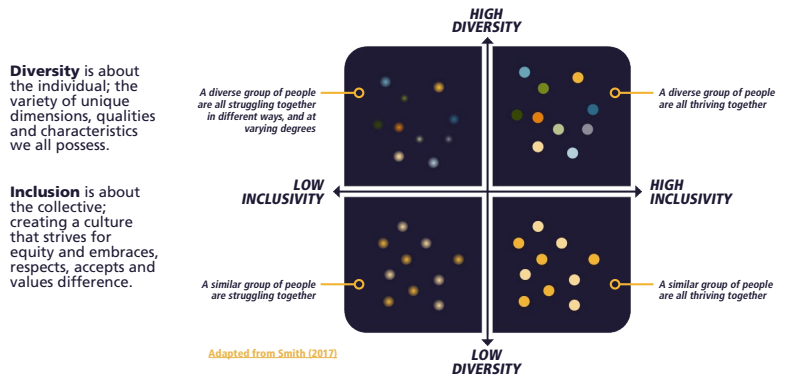 HIGH
DIVERSITY
Diversity is about
the individual; the
variety of unique
dimensions, qualities
and characteristics
we all possess.
A diverse group of people
are all struggling together
in different ways, and at
varying degrees
A diverse group of people
are all thriving together
Inclusion is about
the collective;
creating a culture
that strives for
equity and embraces,
respects, accepts and
values difference.
LOW
INCLUSIVITY
HIGH
INCLUSIVITY
A similar group of people
are struggling together
A similar group of people
are all thriving together
Adapted from Smith (2017)
LOW
DIVERSITY